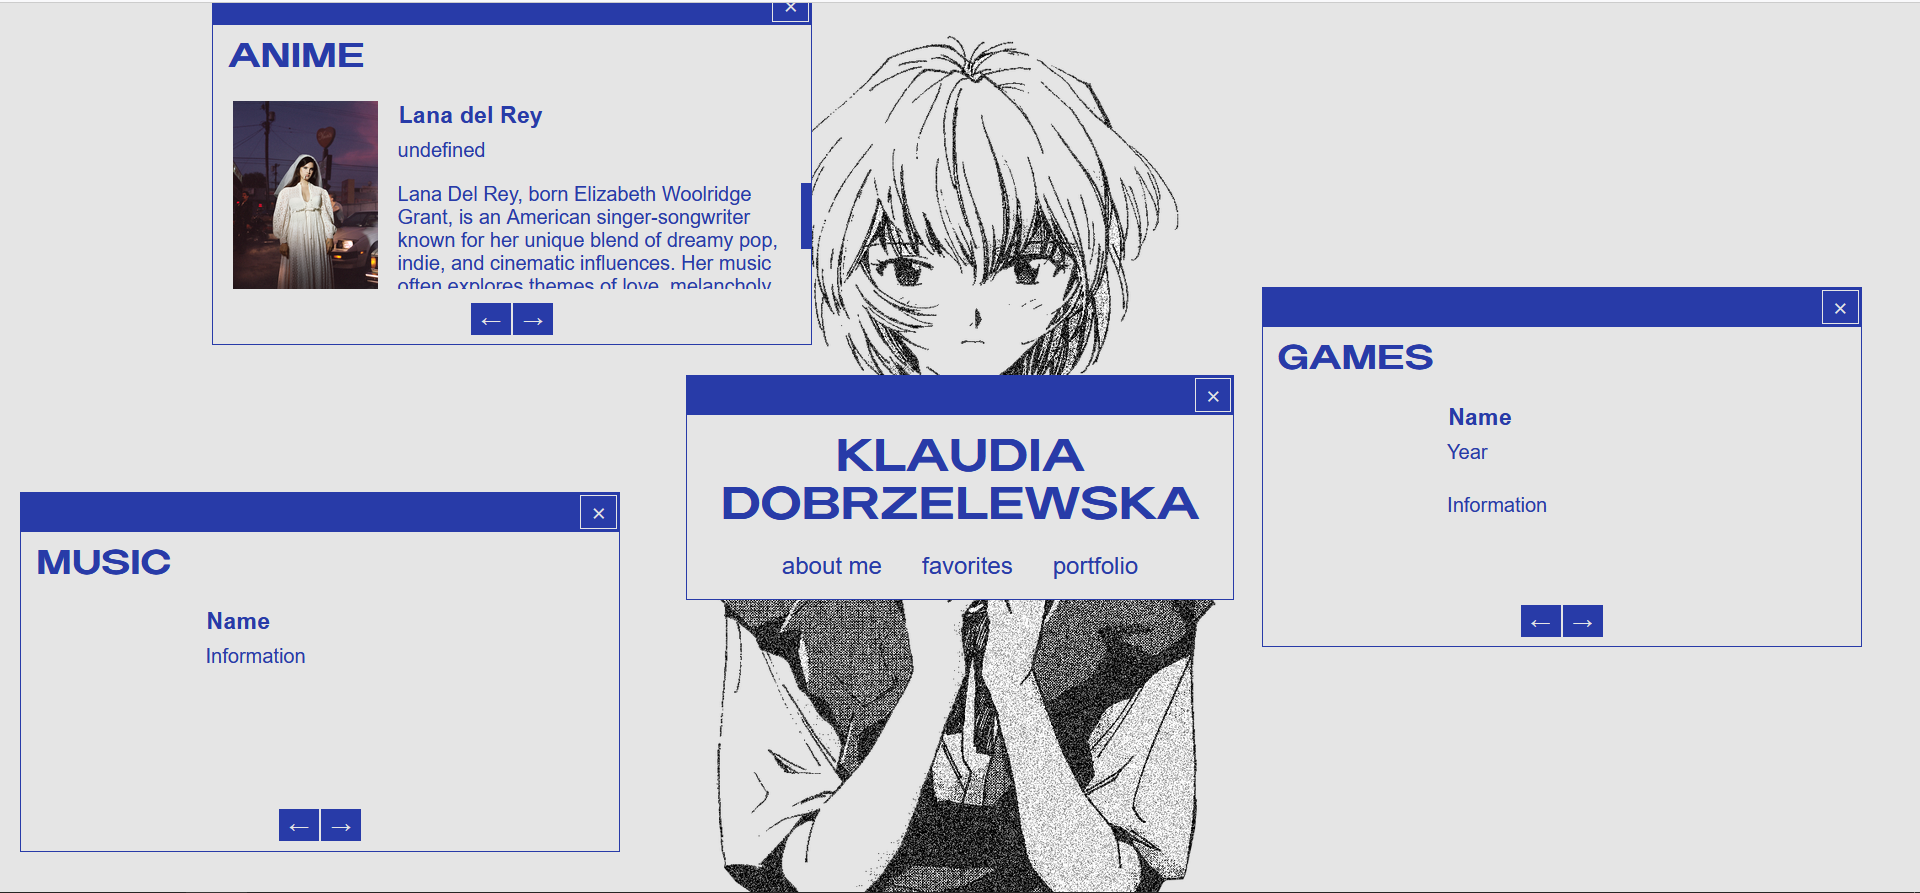 ×
ANIME
Lana del Rey
undefined
Lana Del Rey, born Elizabeth Woolridge
Grant, is an American singer-songwriter
known for her unique blend of dreamy pop,
indie, and cinematic influences. Her music
often explores themes of love, melancholy,
← →
×
KLAUDIA
DOBRZELEWSKA
about me favorites portfolio
×
GAMES
Name
Year
Information
← →
×
MUSIC
Name
Information
← →